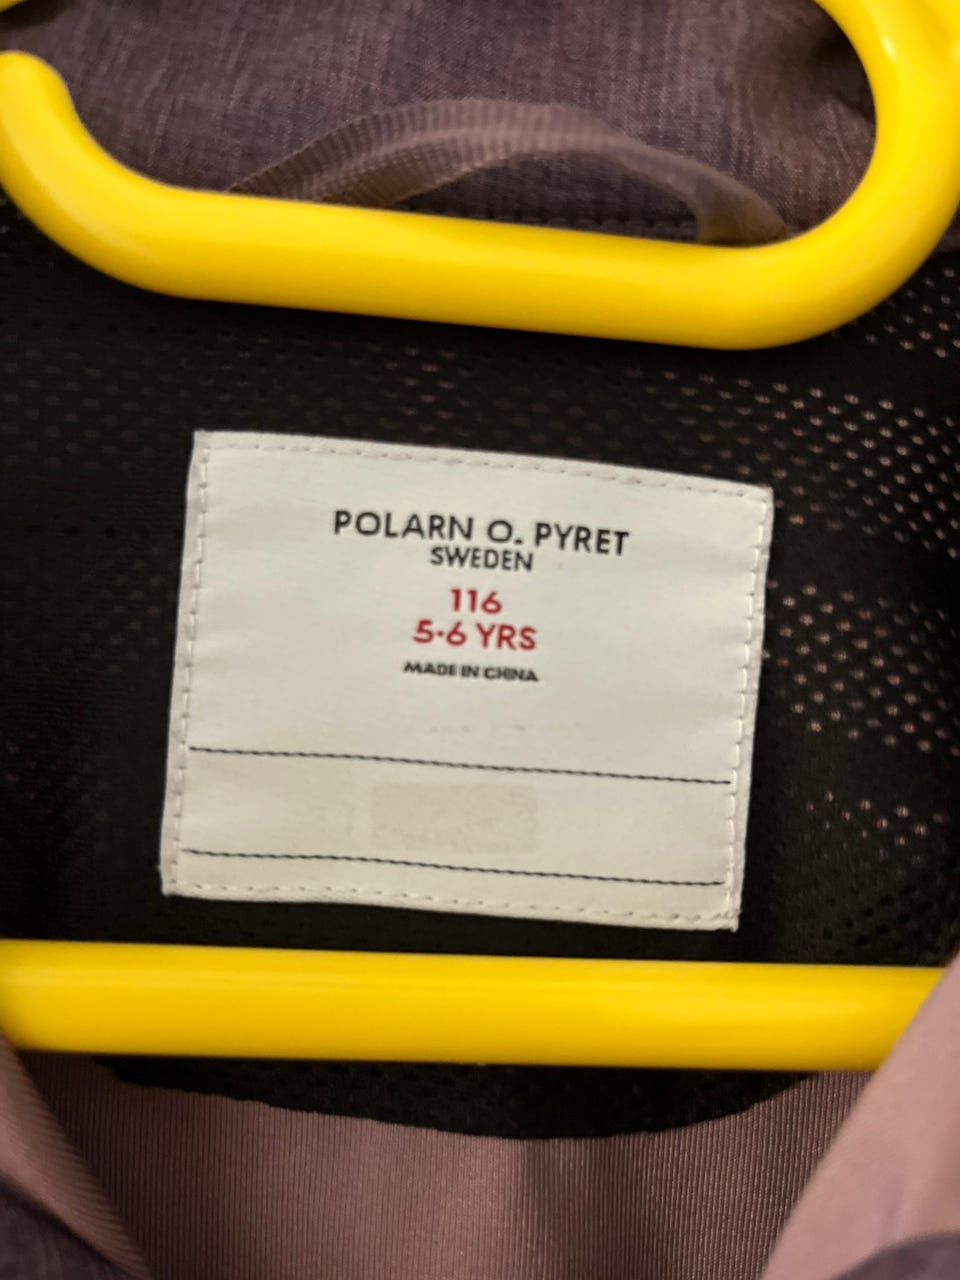 POLARN O. PYRET
SWEDEN
116
5-6 YRS
MADE IN CHINA